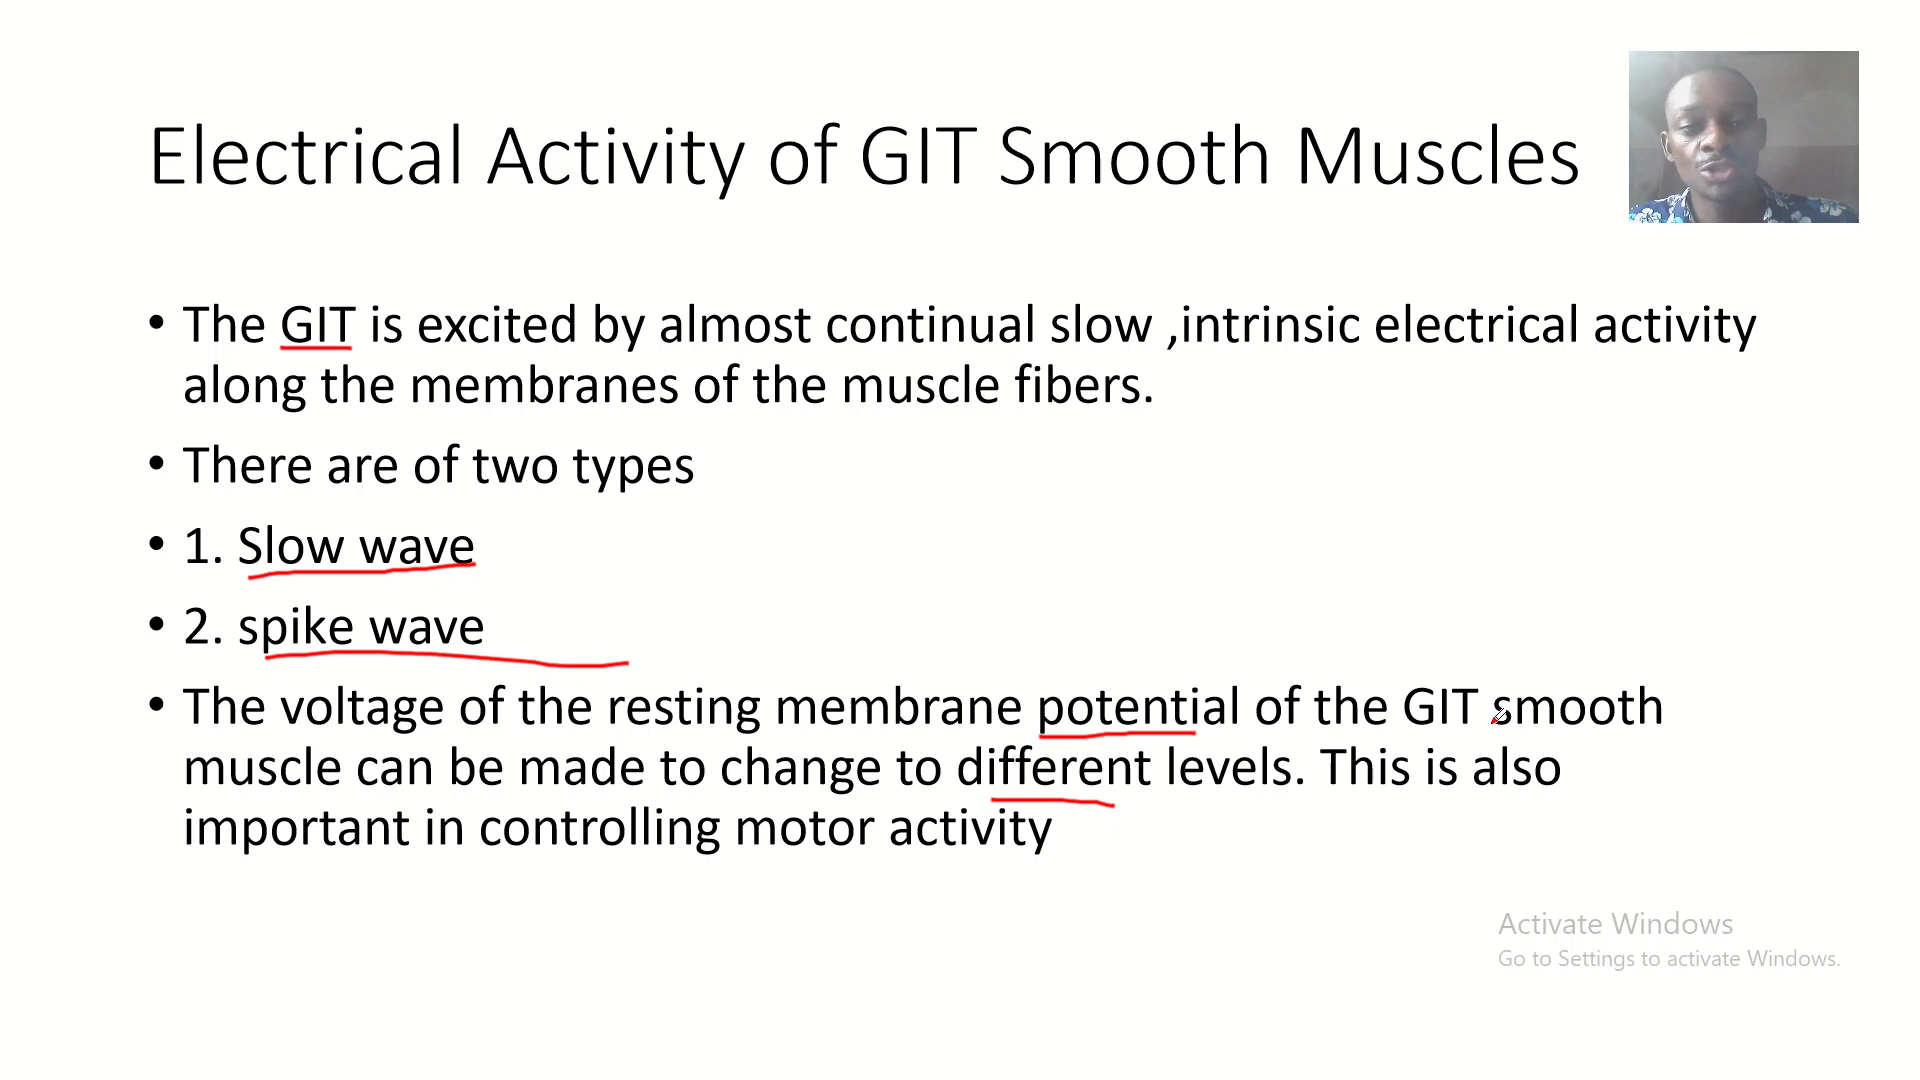 Electrical Activity of GIT Smooth Muscles
• The GIT is excited by almost continual slow ,intrinsic electrical activity
along the membranes of the muscle fibers.
• There are of two types
• 1. Slow wave
• 2. spike wave
• The voltage of the resting membrane potential of the GIT smooth
muscle can be made to change to different levels. This is also
important in controlling motor activity
Activate Windows
Go to Settings to activate Windows.